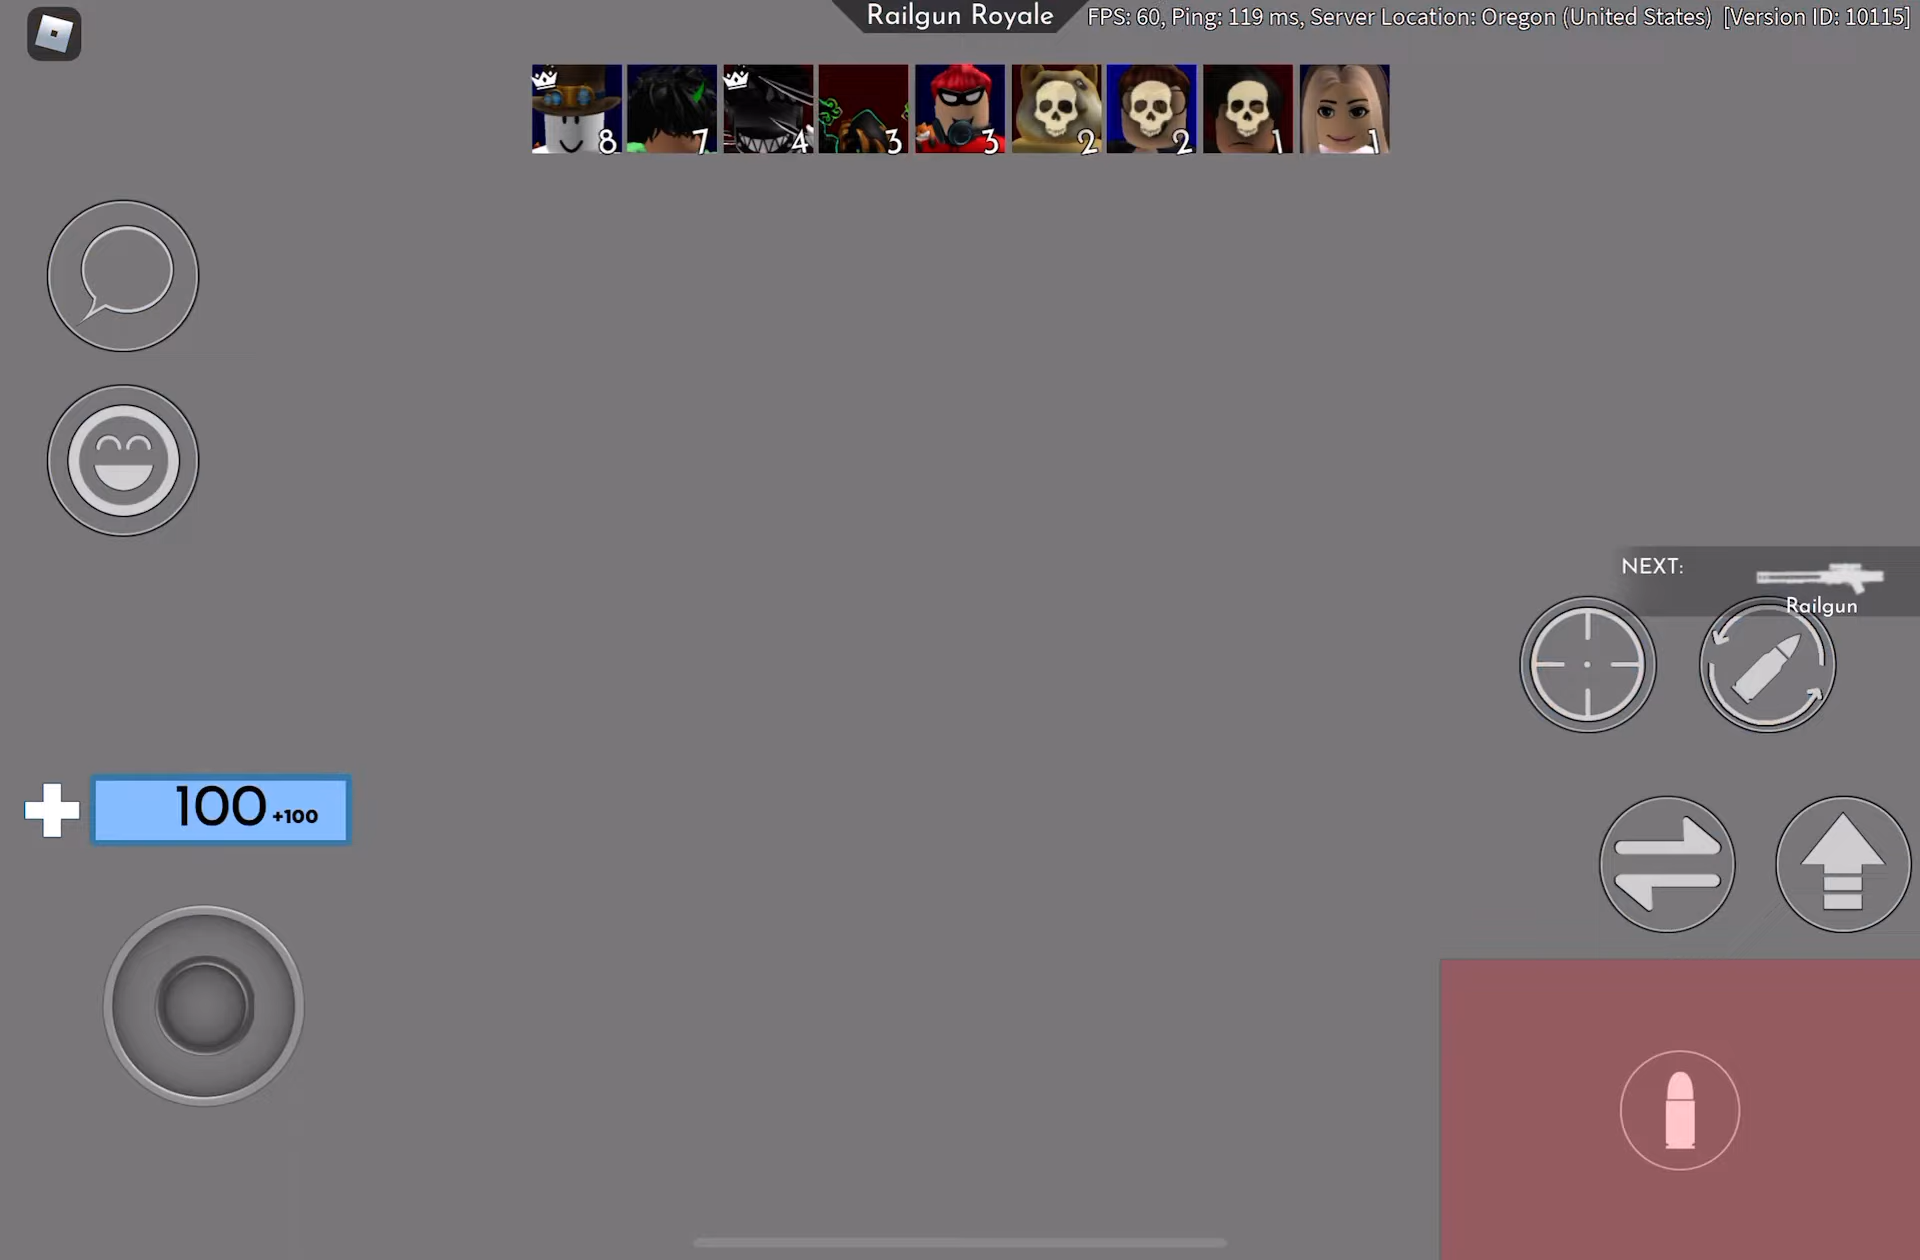 Railgun Royale
FPS: 60, Ping: 119 ms, Server Location: Oregon (United States) [Version ID: 10115]
8 7 4 3 3 2 2 1 1
NEXT:
Railgun
100 +100